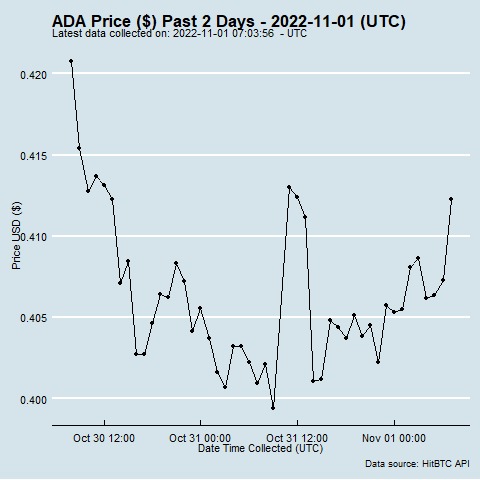 ADA Price ($) Past 2 Days - 2022-11-01 (UTC)
Latest data collected on: 2022-11-01 07:03:56  - UTC
0.420
0.415
0.410
0.405
0.400
Price USD ($)
Oct 30 12:00 Oct 31 00:00 Oct 31 12:00 Nov 01 00:00
Date Time Collected (UTC)
Data source: HitBTC API